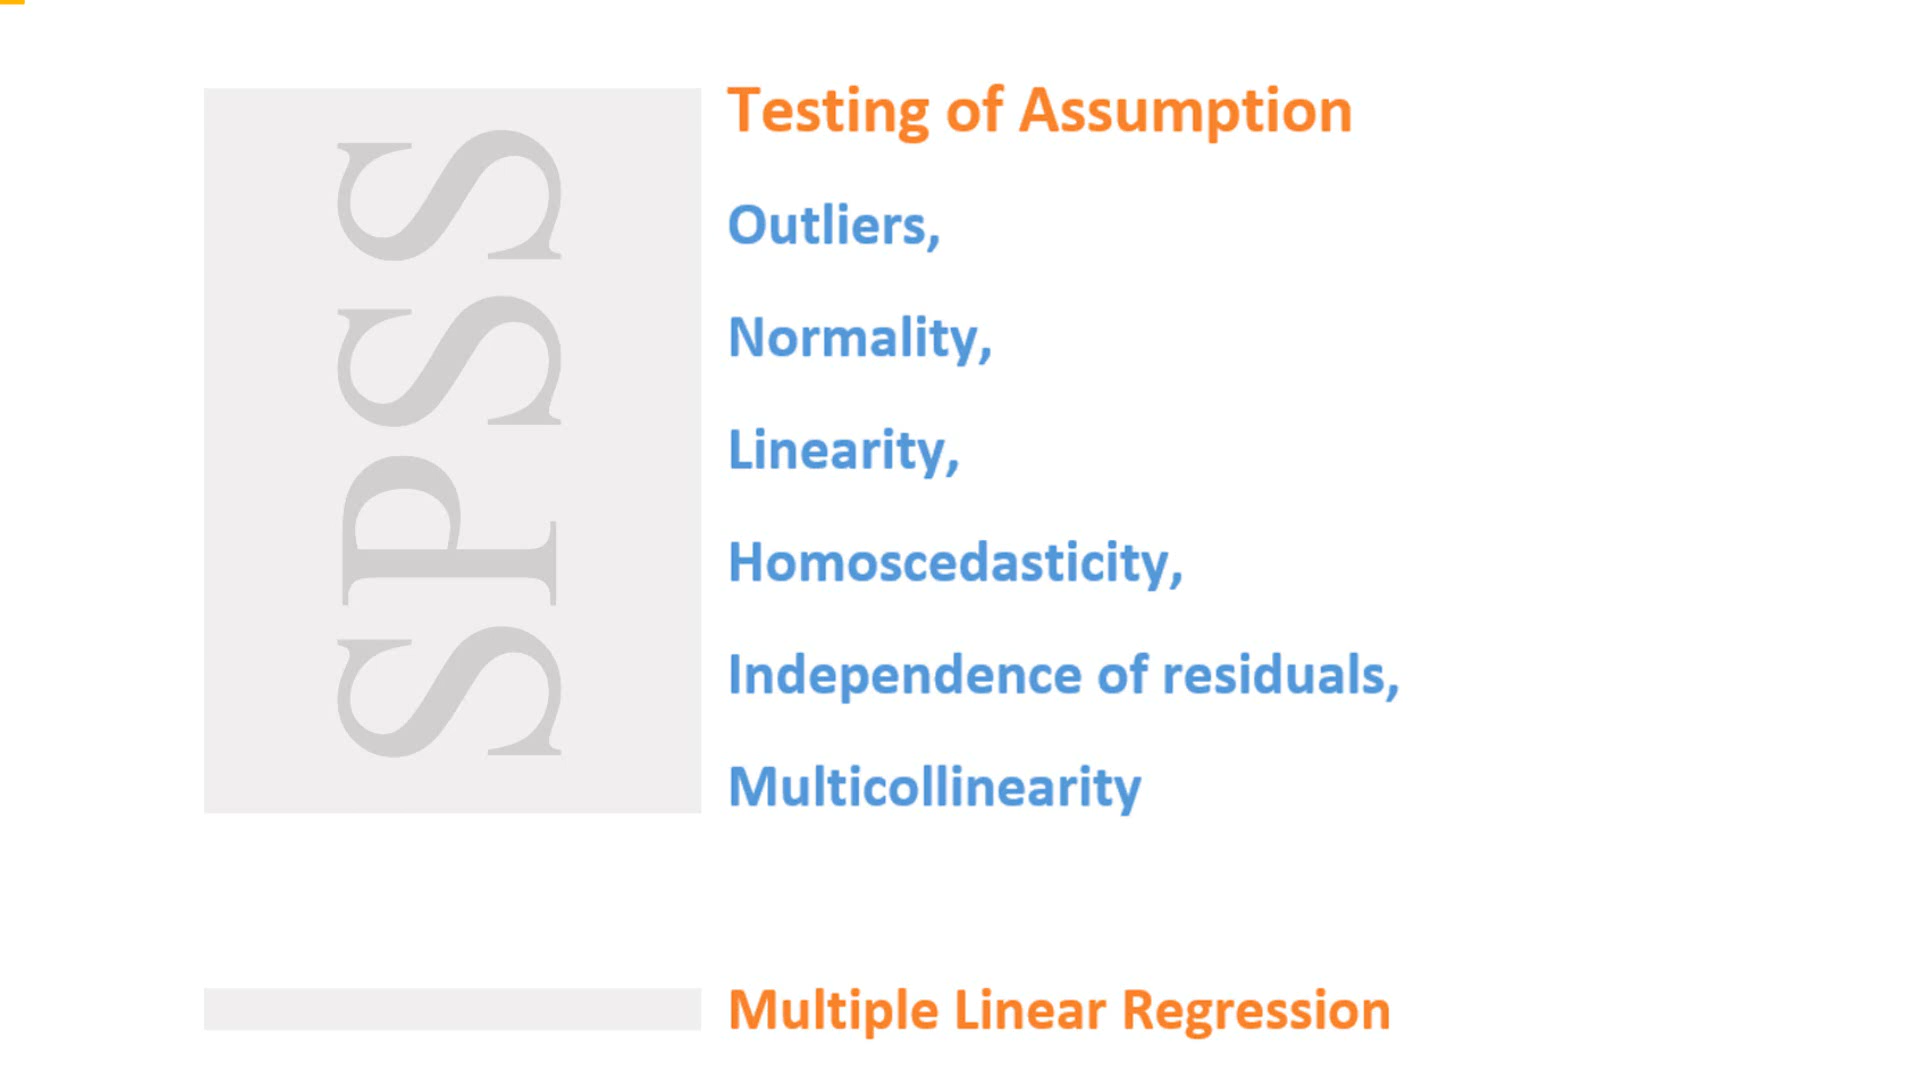 SPSS
Testing of Assumption
Outliers,
Normality,
Linearity,
Homoscedasticity,
Independence of residuals,
Multicollinearity
Multiple Linear Regression